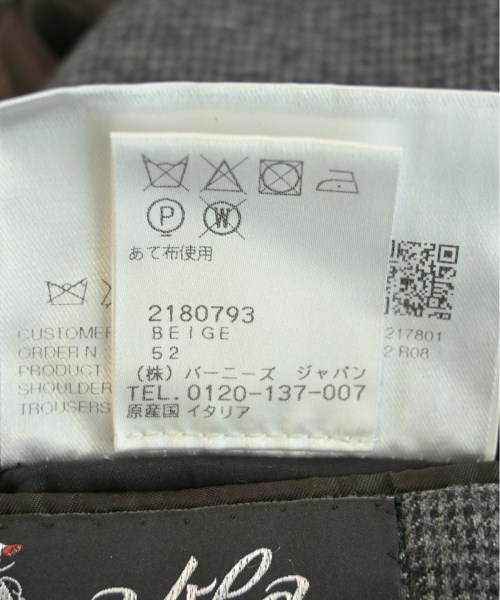 P
W
あて布使用
2180793
BEIGE
52
(株) バーニーズ ジャパン
TEL. 0120-137-007
原産国 イタリア
CUSTOMER
ORDER N
PRODUCT
SHOULDER
TROUSERS
217801
2 R08